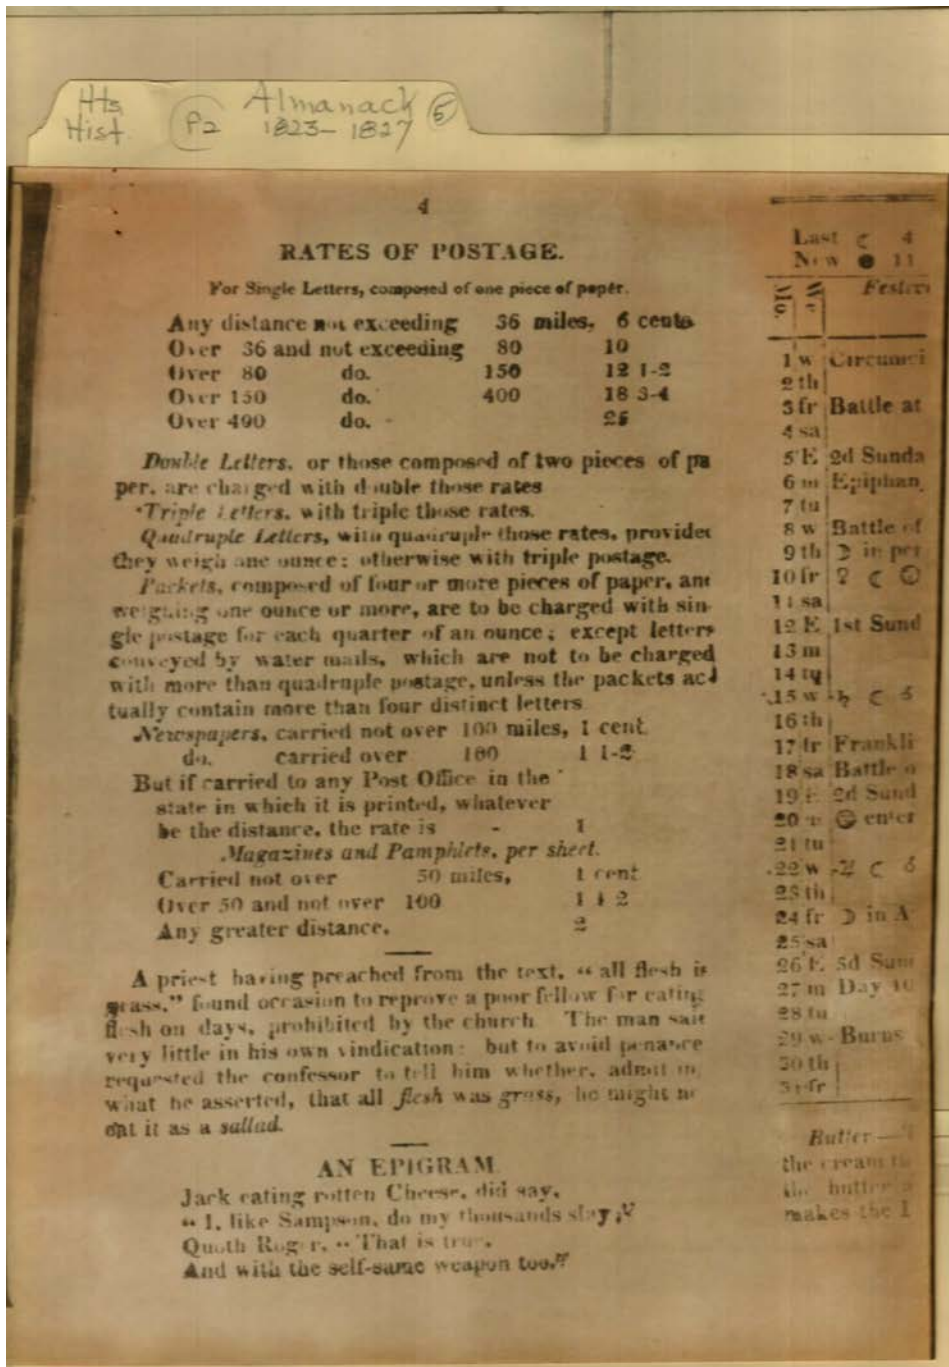 Hts Almanack 5
Hist P2 1823-1827
4
RATES OF POSTAGE.
For Single Letters, composed of one piece of paper.
Any distance not exceeding 36 miles, 6 cents
Over 36 and not exceeding 80 10
Over 80 do. 150 12 1-2
Over 150 do. 400 18 3-4
Over 400 do. - 25
Double Letters, or those composed of two pieces of pa
per, are charged with double those rates
Triple Letters, with triple those rates.
Quadruple Letters, with quadruple those rates, provided
they weigh one ounce; otherwise with triple postage.
Packets, composed of four or more pieces of paper, and
weighing one ounce or more, are to be charged with sin-
gle postage for each quarter of an ounce; except letters
conveyed by water mails, which are not to be charged
with more than quadruple postage, unless the packets ac-
tually contain more than four distinct letters
Newspapers, carried not over 100 miles, 1 cent.
do. carried over 100 1 1-2
But if carried to any Post Office in the
state in which it is printed, whatever
be the distance, the rate is - 1
Magazines and Pamphlets, per sheet.
Carried not over 50 miles, 1 cent
Over 50 and not over 100 1 1 2
Any greater distance, 2
A priest having preached from the text, "all flesh is
grass," found occasion to reprove a poor fellow for eating
flesh on days, prohibited by the church The man said
very little in his own vindication; but to avoid penance
requested the confessor to tell him whether, admit in
what he asserted, that all flesh was grass, he might n
eat it as a sallad.
AN EPIGRAM
Jack eating rotten Cheese, did say,
"I, like Sampson, do my thousands slay;"
Quoth Roger, "That is true,
And with the self-same weapon too."
Last ☾ 4
New ● 11
Mo. We Festiv
1 w Circumci
2 th
3 fr Battle at
4 sa
5 E 2d Sunda
6 m Epiphan
7 tu
8 w Battle of
9 th ☽ in per
10 fr ♀ ☾
11 sa
12 E 1st Sund
13 m
14 tu
15 w ♄ ☾ 6
16 th
17 fr Frankli
18 sa Battle o
19 E 2d Sund
20 m enter
21 tu
22 w ♃ ☾ 6
23 th
24 fr ☽ in A
25 sa
26 E 3d Sun
27 m Day
28 tu
29 w Burns
30 th
31 fr
Butter.—
the cream
the butter
makes the